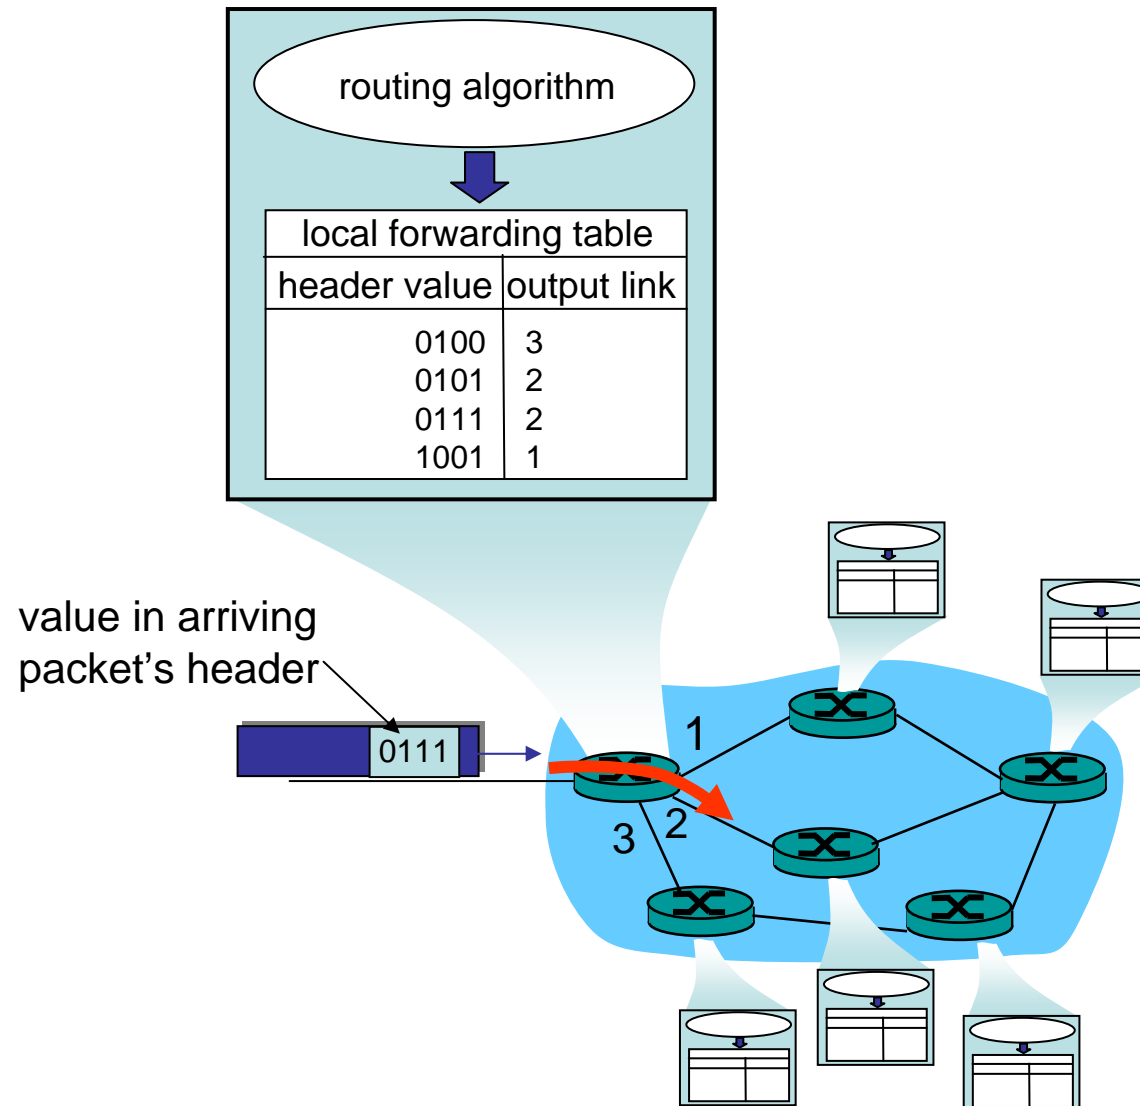 routing algorithm
local forwarding table
header value output link
0100 3
0101 2
0111 2
1001 1
value in arriving
packet’s header
0111
1
2
3